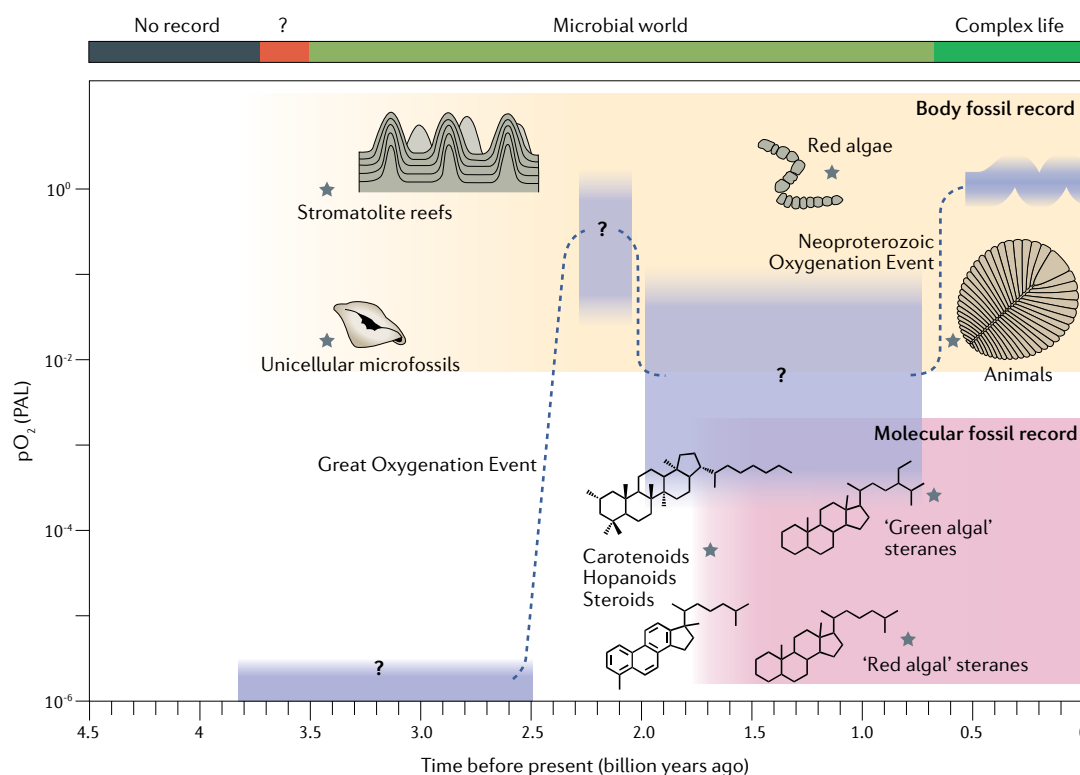 No record
?
Microbial world
Complex life
Body fossil record
Red algae
10⁰
Stromatolite reefs
?
Neoproterozoic
Oxygenation Event
Unicellular microfossils
10⁻²
?
Animals
pO₂ (PAL)
Molecular fossil record
Great Oxygenation Event
'Green algal'
steranes
10⁻⁴
Carotenoids
Hopanoids
Steroids
'Red algal' steranes
?
10⁻⁶
4.5
4.0
3.5
3.0
2.5
2.0
1.5
1.0
0.5
Time before present (billion years ago)